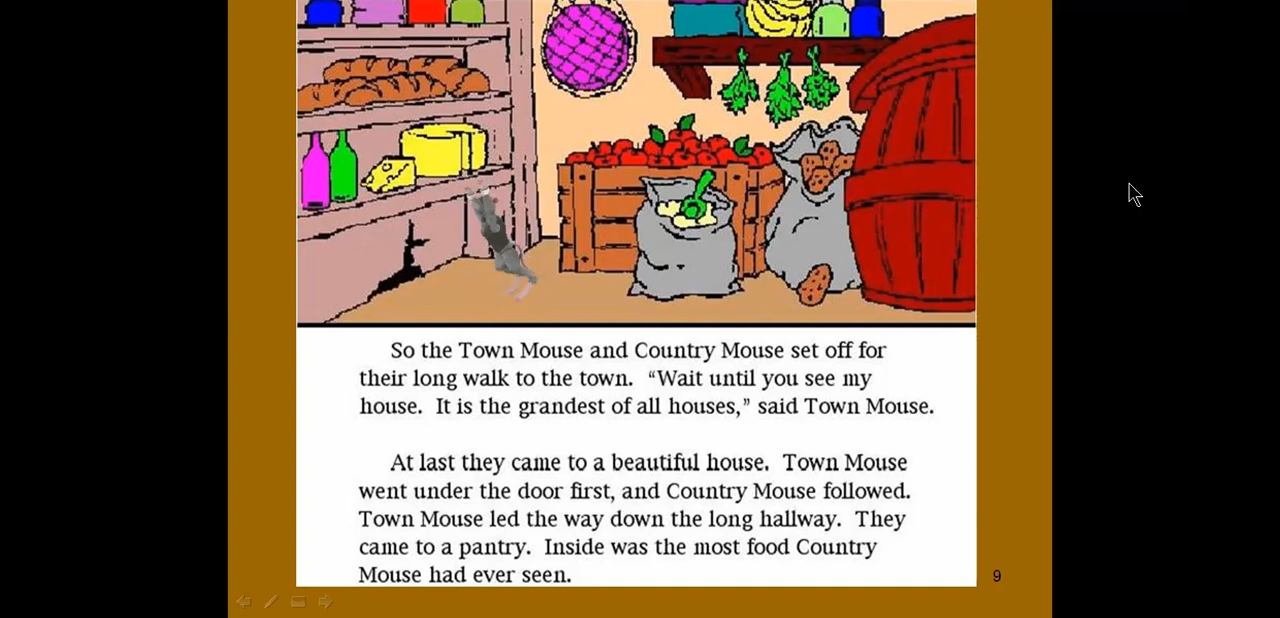 So the Town Mouse and Country Mouse set off for
their long walk to the town. “Wait until you see my
house. It is the grandest of all houses,” said Town Mouse.
At last they came to a beautiful house. Town Mouse
went under the door first, and Country Mouse followed.
Town Mouse led the way down the long hallway. They
came to a pantry. Inside was the most food Country
Mouse had ever seen.
9